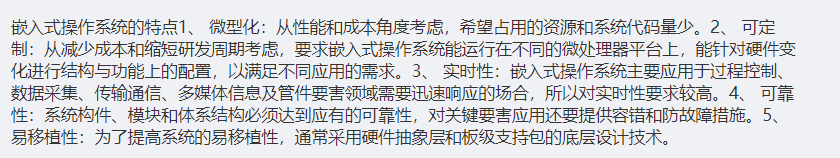 嵌入式操作系统的特点1、 微型化：从性能和成本角度考虑，希望占用的资源和系统代码量少。2、 可定
制：从减少成本和缩短研发周期考虑，要求嵌入式操作系统能运行在不同的微处理器平台上，能针对硬件变
化进行结构与功能上的配置，以满足不同应用的需求。3、 实时性：嵌入式操作系统主要应用于过程控制、
数据采集、传输通信、多媒体信息及管件要害领域需要迅速响应的场合，所以对实时性要求较高。4、 可靠
性：系统构件、模块和体系结构必须达到应有的可靠性，对关键要害应用还要提供容错和防故障措施。5、
易移植性：为了提高系统的易移植性，通常采用硬件抽象层和板级支持包的底层设计技术。